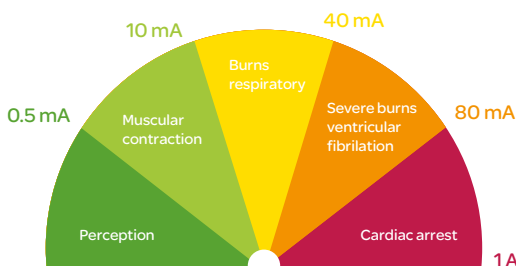 40 mA
10 mA
Burns
respiratory
Severe burns
ventricular
fibrilation
80 mA
0.5 mA
Muscular
contraction
Perception
Cardiac arrest
1A